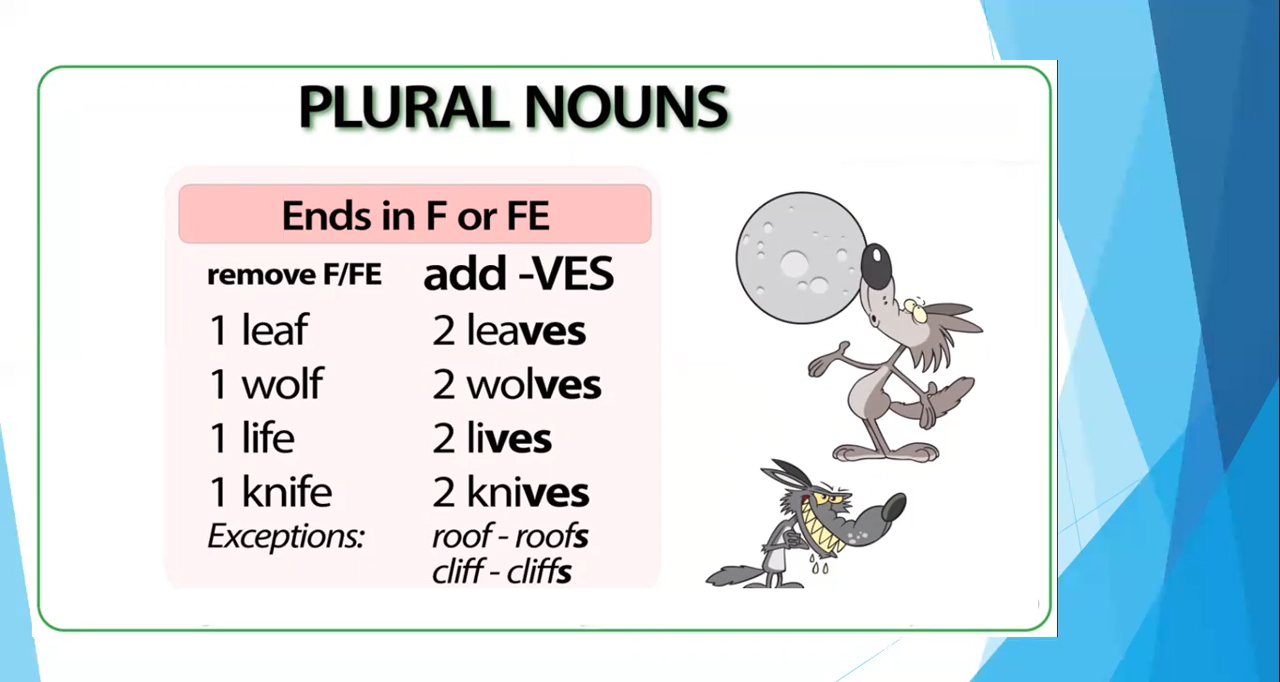 PLURAL NOUNS
Ends in F or FE
remove F/FE add -VES
1 leaf 2 leaves
1 wolf 2 wolves
1 life 2 lives
1 knife 2 knives
Exceptions: roof - roofs
cliff - cliffs